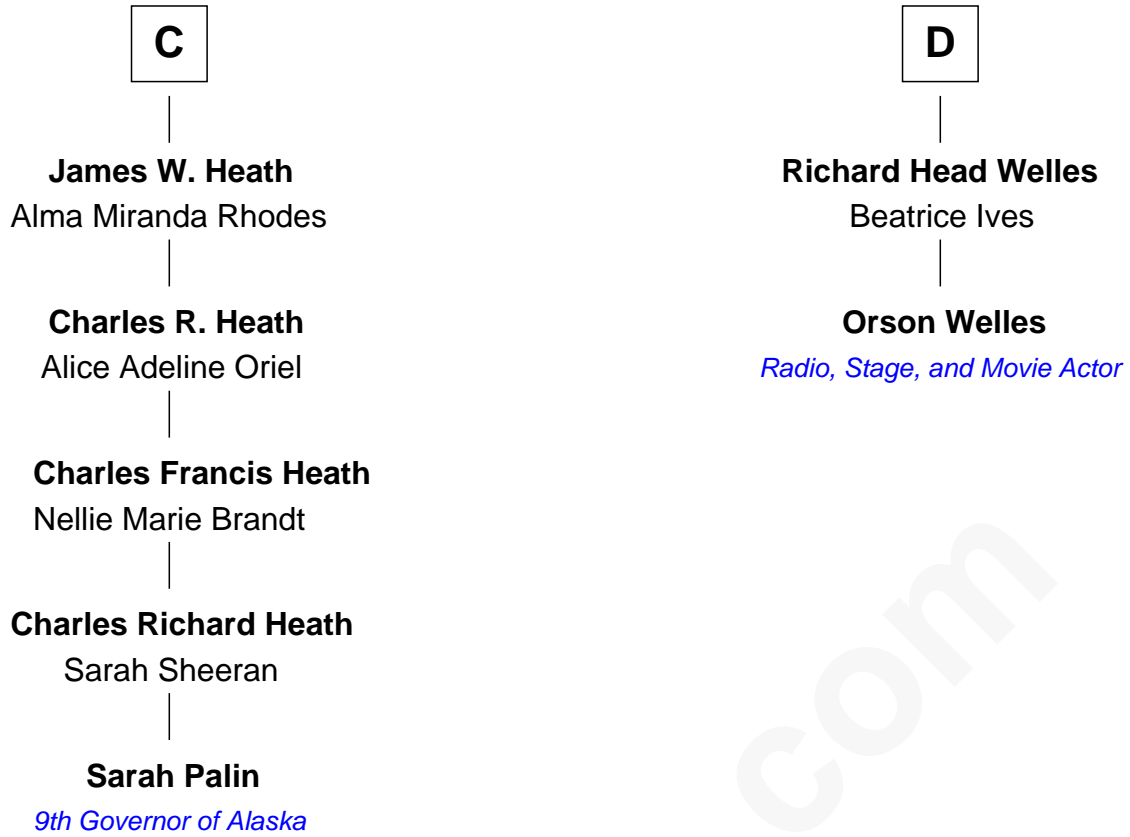 C
James W. Heath
Alma Miranda Rhodes
Charles R. Heath
Alice Adeline Oriel
Charles Francis Heath
Nellie Marie Brandt
Charles Richard Heath
Sarah Sheeran
Sarah Palin
9th Governor of Alaska
D
Richard Head Welles
Beatrice Ives
Orson Welles
Radio, Stage, and Movie Actor
com